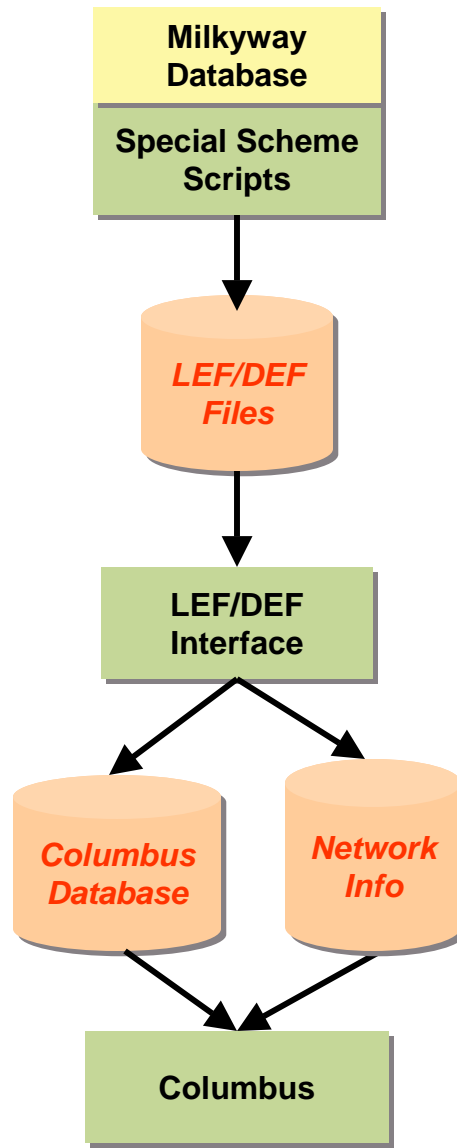 Milkyway
Database
Special Scheme
Scripts
LEF/DEF
Files
LEF/DEF
Interface
Columbus
Database
Network
Info
Columbus